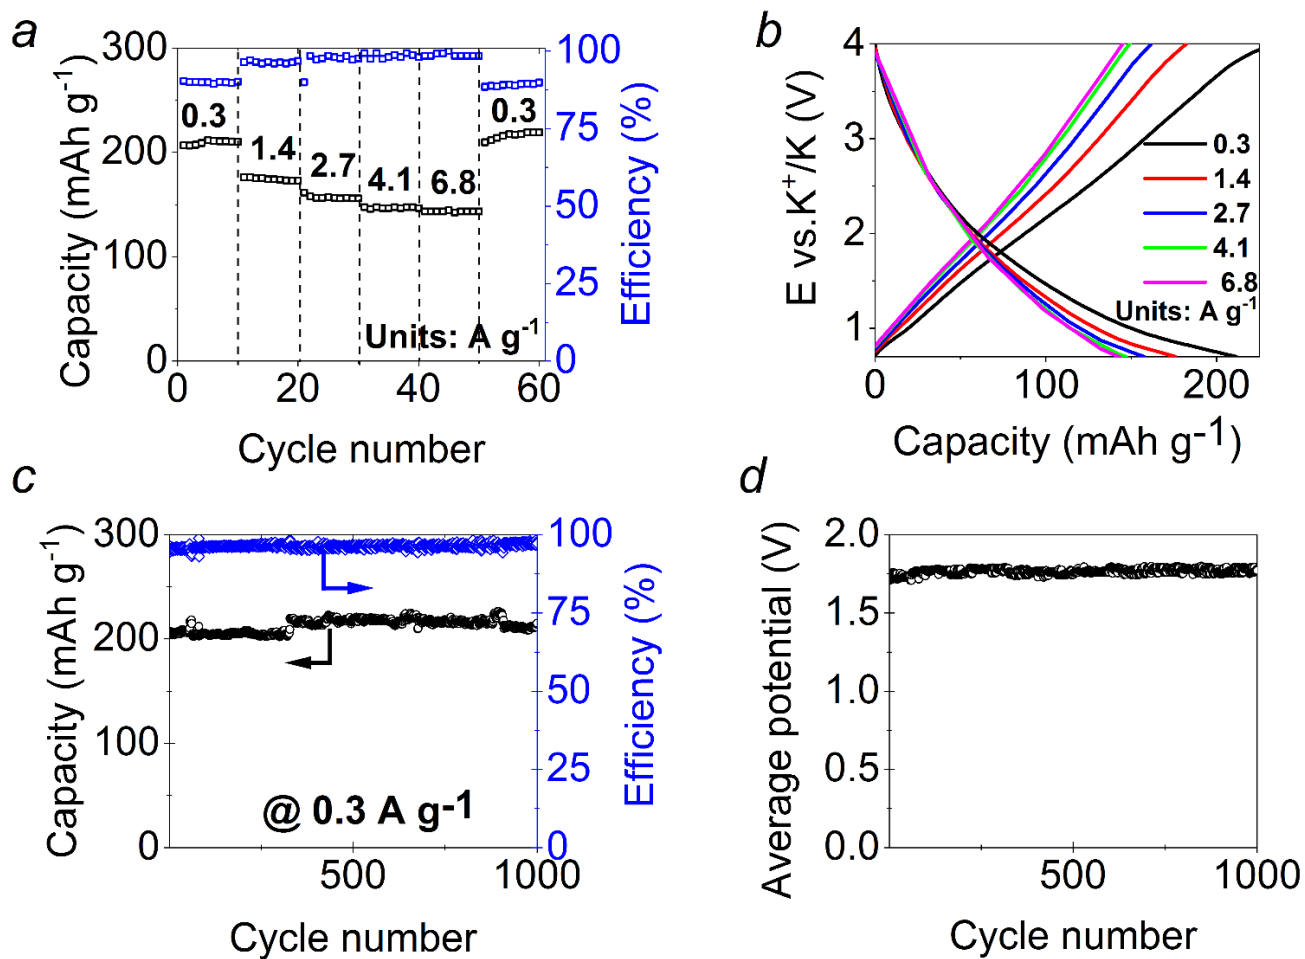 a
300
200
100
0
Capacity (mAh g-1)
0.3
1.4
2.7
4.1
6.8
0.3
Units: A g-1
100
75
50
25
0
Efficiency (%)
0
20
40
60
Cycle number
b
4
3
2
1
E vs.K+/K (V)
0.3
1.4
2.7
4.1
6.8
Units: A g-1
0
100
200
Capacity (mAh g-1)
c
300
200
100
0
Capacity (mAh g-1)
@ 0.3 A g-1
100
75
50
25
0
Efficiency (%)
500
1000
Cycle number
d
2.0
1.5
1.0
0.5
0.0
Average potential (V)
500
1000
Cycle number